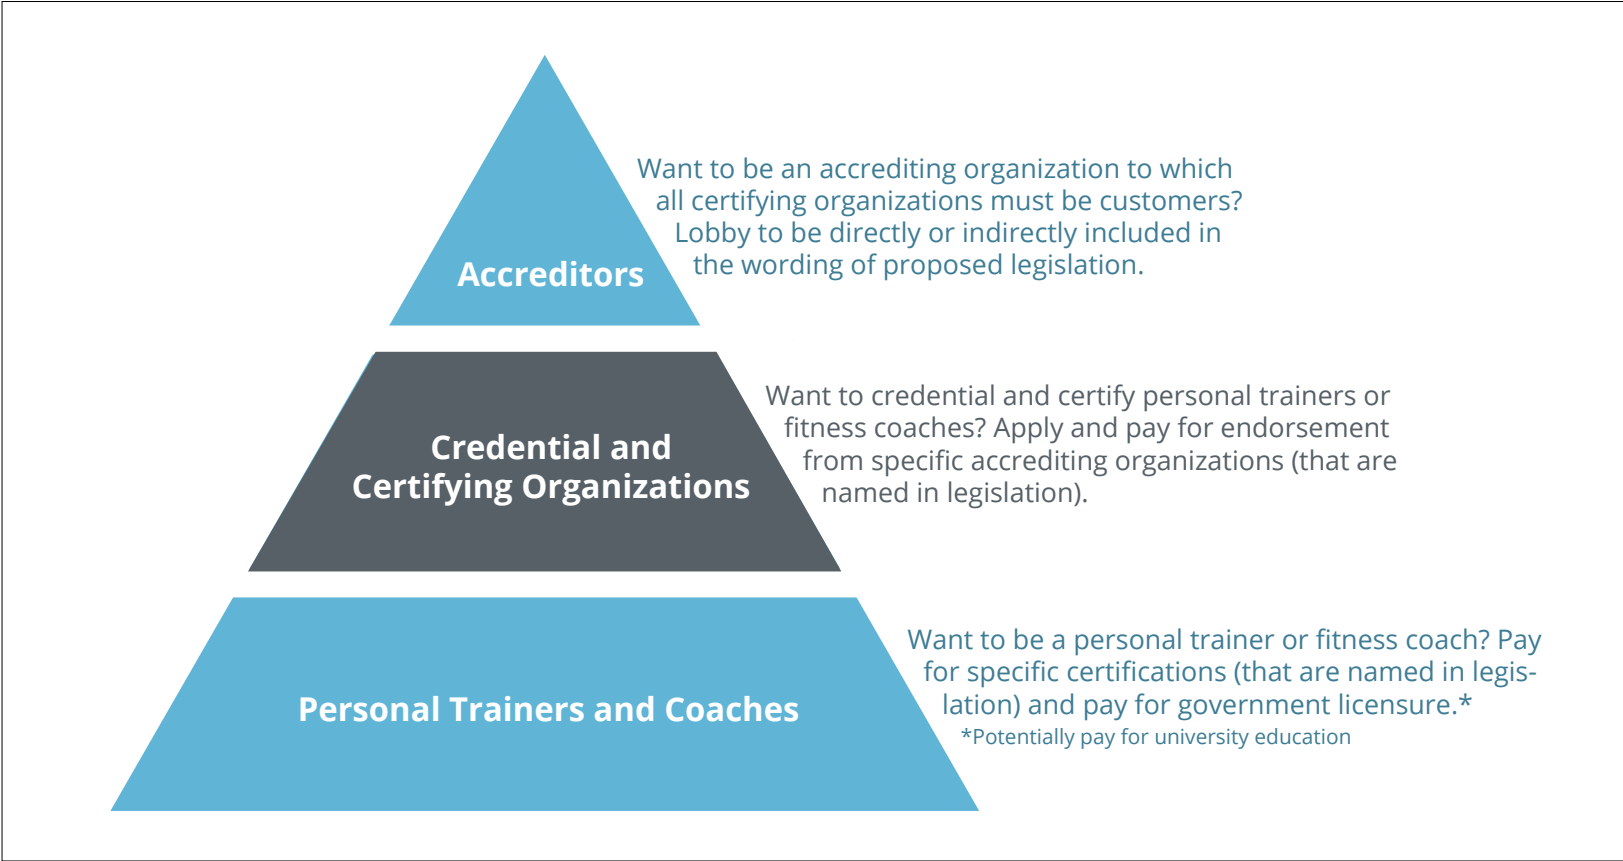 Want to be an accrediting organization to which
all certifying organizations must be customers?
Lobby to be directly or indirectly included in
the wording of proposed legislation.
Accreditors
Want to credential and certify personal trainers or
fitness coaches? Apply and pay for endorsement
from specific accrediting organizations (that are
named in legislation).
Credential and
Certifying Organizations
Want to be a personal trainer or fitness coach? Pay
for specific certifications (that are named in legis-
lation) and pay for government licensure.*
*Potentially pay for university education
Personal Trainers and Coaches